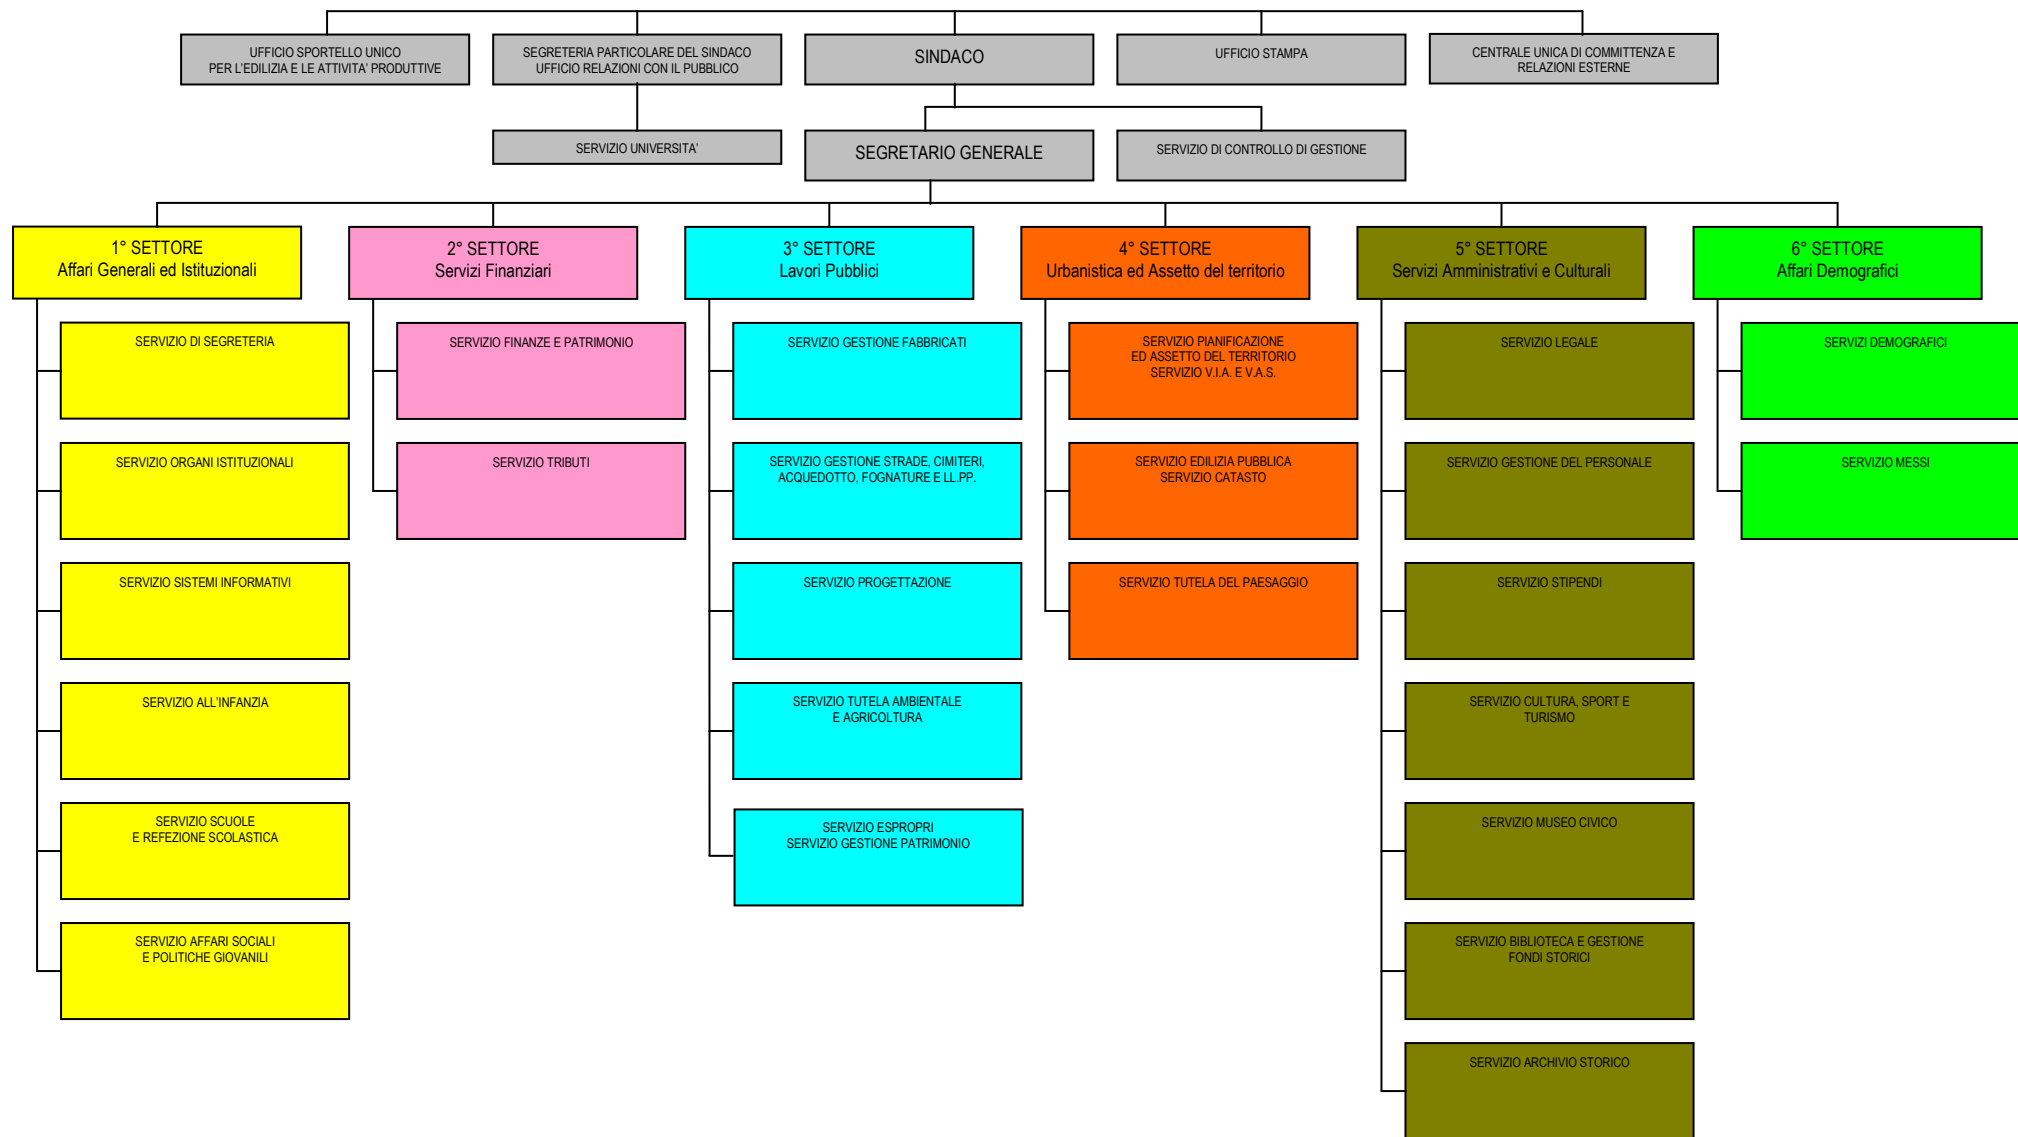 UFFICIO SPORTELLO UNICO
PER L'EDILIZIA E LE ATTIVITA' PRODUTTIVE
SEGRETERIA PARTICOLARE DEL SINDACO
UFFICIO RELAZIONI CON IL PUBBLICO
SINDACO
UFFICIO STAMPA
CENTRALE UNICA DI COMMITTENZA E
RELAZIONI ESTERNE
SERVIZIO UNIVERSITA'
SEGRETARIO GENERALE
SERVIZIO DI CONTROLLO DI GESTIONE
1° SETTORE
Affari Generali ed Istituzionali
SERVIZIO DI SEGRETERIA
SERVIZIO ORGANI ISTITUZIONALI
SERVIZIO SISTEMI INFORMATIVI
SERVIZIO ALL'INFANZIA
SERVIZIO SCUOLE
E REFEZIONE SCOLASTICA
SERVIZIO AFFARI SOCIALI
E POLITICHE GIOVANILI
2° SETTORE
Servizi Finanziari
SERVIZIO FINANZE E PATRIMONIO
SERVIZIO TRIBUTI
3° SETTORE
Lavori Pubblici
SERVIZIO GESTIONE FABBRICATI
SERVIZIO GESTIONE STRADE, CIMITERI,
ACQUEDOTTO, FOGNATURE E LL.PP.
SERVIZIO PROGETTAZIONE
SERVIZIO TUTELA AMBIENTALE
E AGRICOLTURA
SERVIZIO ESPROPRI
SERVIZIO GESTIONE PATRIMONIO
4° SETTORE
Urbanistica ed Assetto del territorio
SERVIZIO PIANIFICAZIONE
ED ASSETTO DEL TERRITORIO
SERVIZIO V.I.A. E V.A.S.
SERVIZIO EDILIZIA PUBBLICA
SERVIZIO CATASTO
SERVIZIO TUTELA DEL PAESAGGIO
5° SETTORE
Servizi Amministrativi e Culturali
SERVIZIO LEGALE
SERVIZIO GESTIONE DEL PERSONALE
SERVIZIO STIPENDI
SERVIZIO CULTURA, SPORT E
TURISMO
SERVIZIO MUSEO CIVICO
SERVIZIO BIBLIOTECA E GESTIONE
FONDI STORICI
SERVIZIO ARCHIVIO STORICO
6° SETTORE
Affari Demografici
SERVIZI DEMOGRAFICI
SERVIZIO MESSI